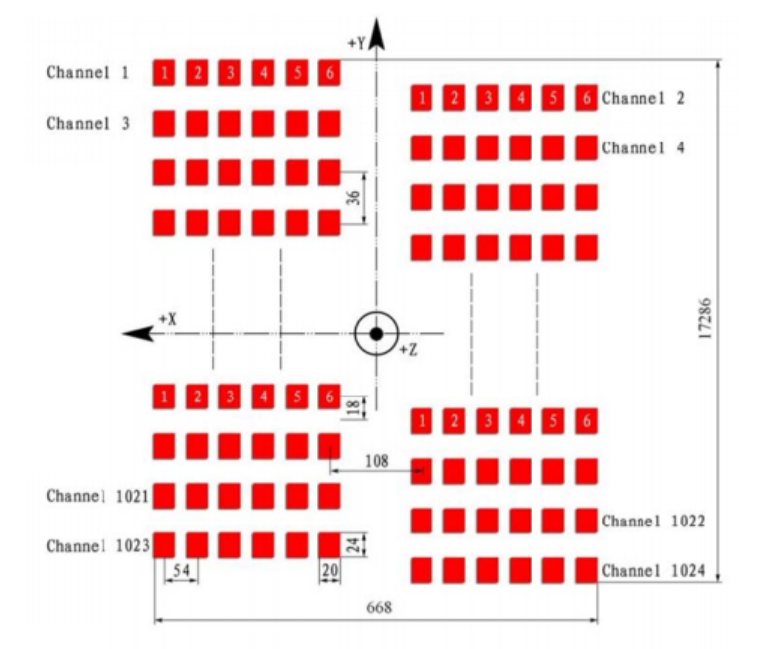 +Y
Channel 1 1 2 3 4 5 6
1 2 3 4 5 6 Channel 2
Channel 3
Channel 4
36
17286
+X
+Z
1 2 3 4 5 6
18
1 2 3 4 5 6
108
Channel 1021
Channel 1022
Channel 1023
24
54
20
Channel 1024
668